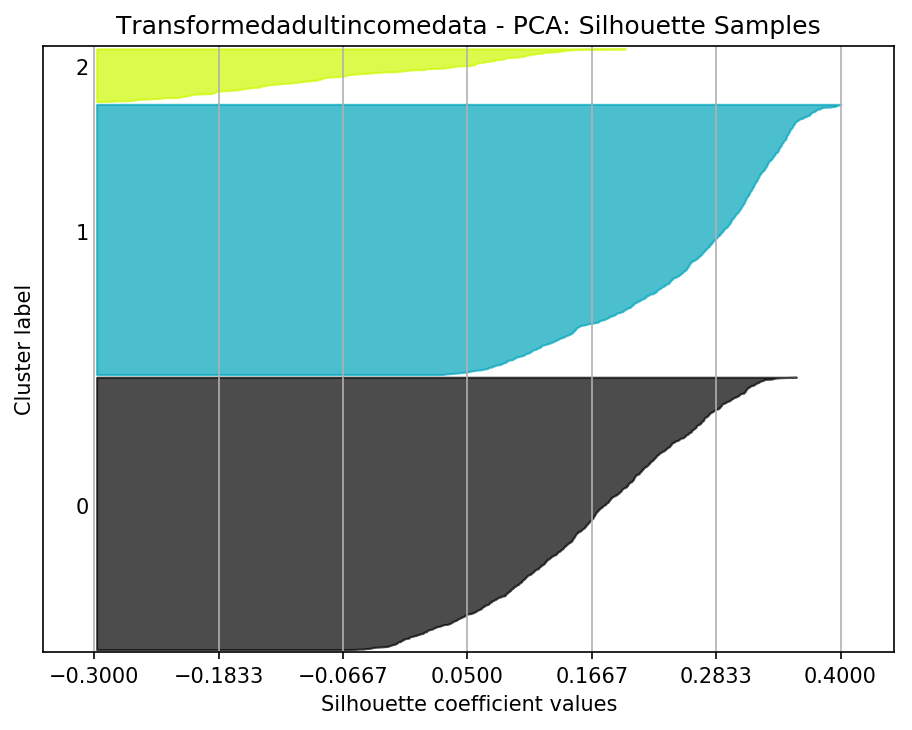 Transformedadultincomedata - PCA: Silhouette Samples
2
1
0
Cluster label
−0.3000 −0.1833 −0.0667 0.0500 0.1667 0.2833 0.4000
Silhouette coefficient values